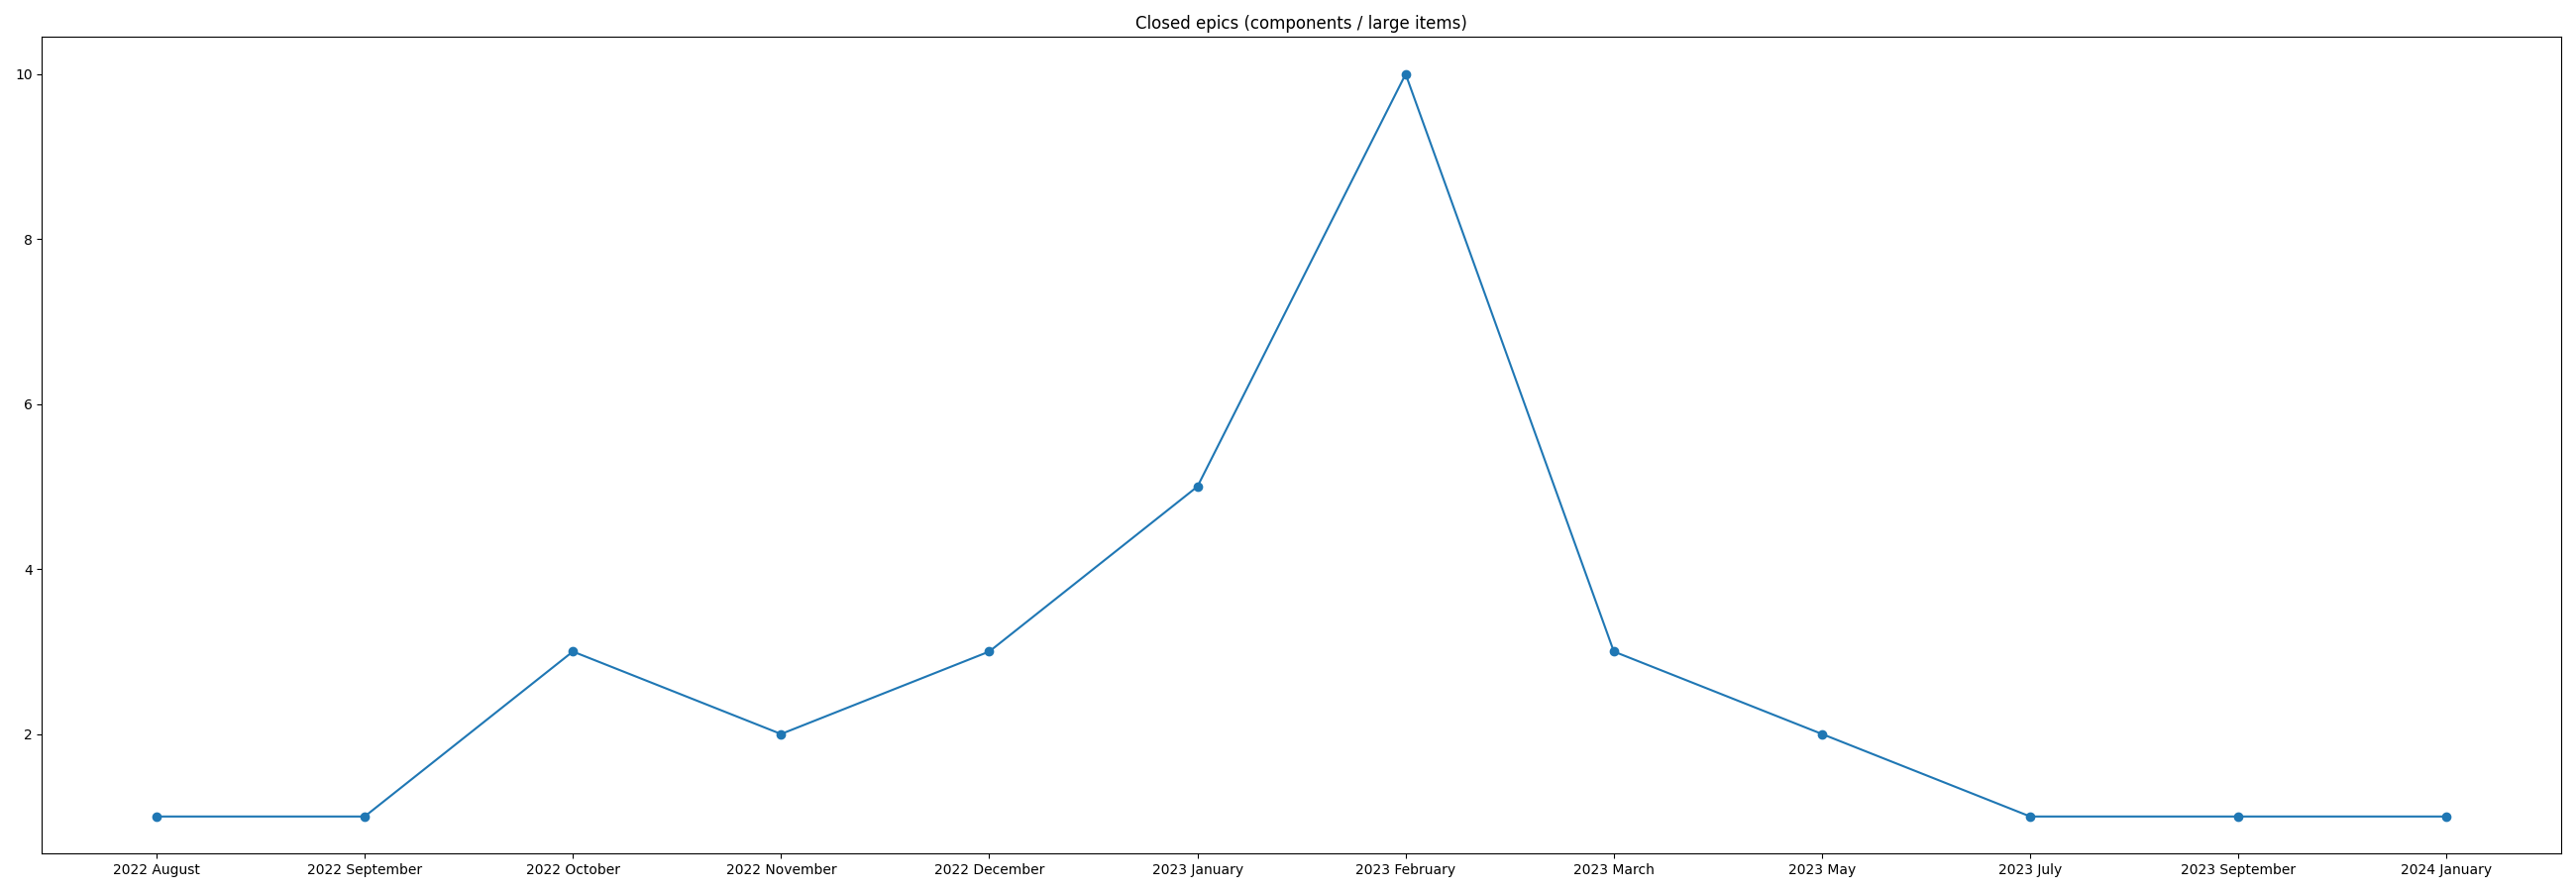 Closed epics (components / large items)
10
8
6
4
2
2022 August 2022 September 2022 October 2022 November 2022 December 2023 January 2023 February 2023 March 2023 May 2023 July 2023 September 2024 January